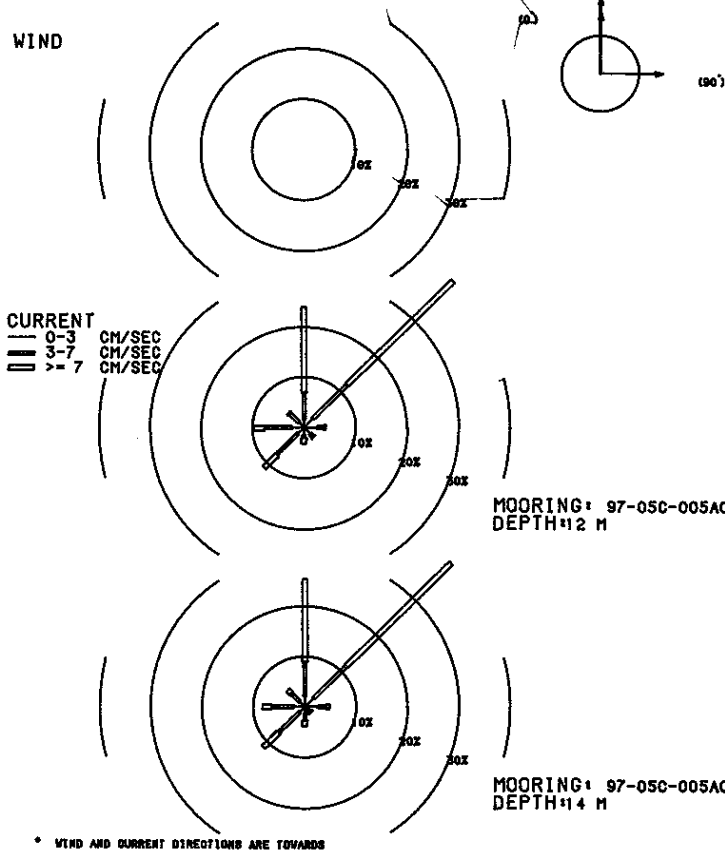 WIND
(0.)
(90°)
10%
20%
30%
CURRENT
0-3 CM/SEC
3-7 CM/SEC
>= 7 CM/SEC
10%
20%
30%
MOORING: 97-05C-005AC
DEPTH:12 M
10%
20%
30%
MOORING: 97-05C-005AC
DEPTH:14 M
* WIND AND CURRENT DIRECTIONS ARE TOWARDS